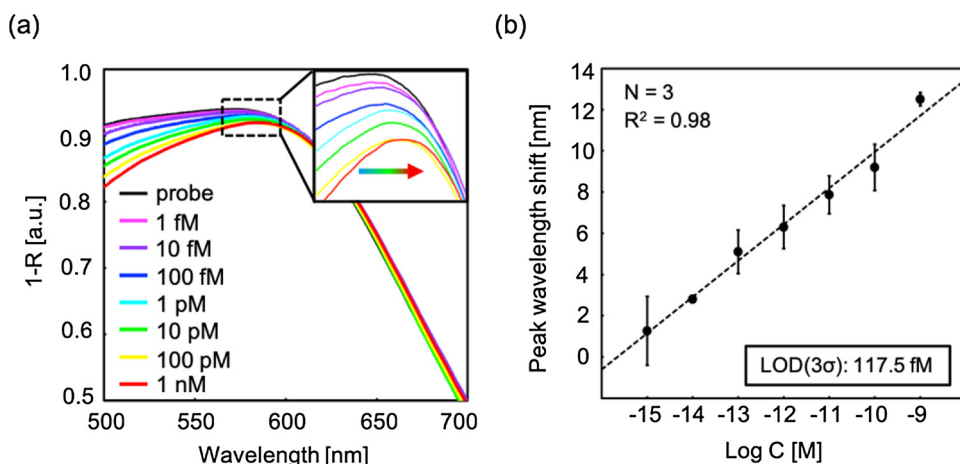 (a)
1.0
0.9
0.8
0.7
0.6
0.5
1-R [a.u.]
probe
1 fM
10 fM
100 fM
1 pM
10 pM
100 pM
1 nM
500 550 600 650 700
Wavelength [nm]
(b)
14
12
10
8
6
4
2
0
Peak wavelength shift [nm]
N = 3
R² = 0.98
LOD(3σ): 117.5 fM
-15 -14 -13 -12 -11 -10 -9
Log C [M]